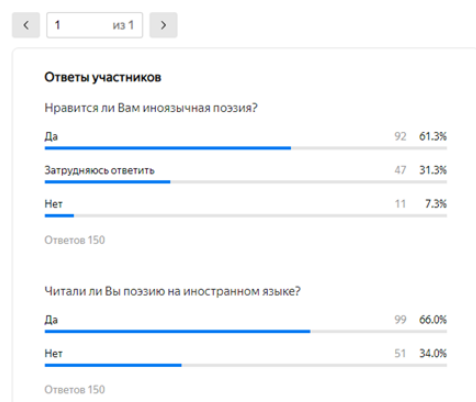 1 из 1
Ответы участников
Нравится ли Вам иноязычная поэзия?
Да 92 61.3%
Затрудняюсь ответить 47 31.3%
Нет 11 7.3%
Ответов 150
Читали ли Вы поэзию на иностранном языке?
Да 99 66.0%
Нет 51 34.0%
Ответов 150